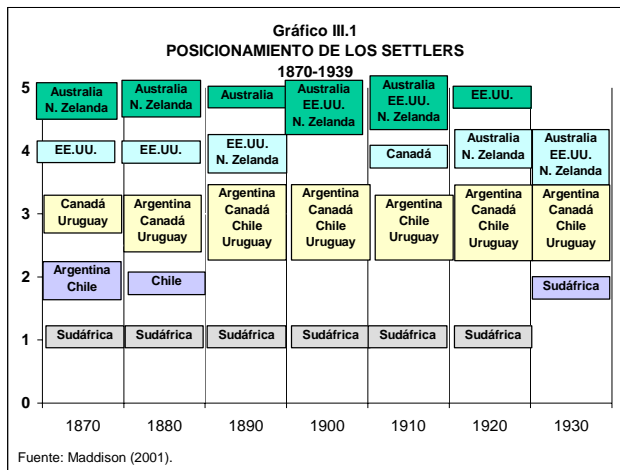 Gráfico III.1
POSICIONAMIENTO DE LOS SETTLERS
1870-1939
5
Australia
N. Zelanda
Australia
N. Zelanda
Australia
Australia
EE.UU.
N. Zelanda
Australia
EE.UU.
N. Zelanda
EE.UU.
4
EE.UU.
EE.UU.
EE.UU.
N. Zelanda
Canadá
Australia
N. Zelanda
Australia
EE.UU.
N. Zelanda
3
Canadá
Uruguay
Argentina
Canadá
Uruguay
Argentina
Canadá
Chile
Uruguay
Argentina
Canadá
Chile
Uruguay
Argentina
Chile
Uruguay
Argentina
Canadá
Chile
Uruguay
Argentina
Canadá
Chile
Uruguay
2
Argentina
Chile
Chile
Sudáfrica
1
Sudáfrica
Sudáfrica
Sudáfrica
Sudáfrica
Sudáfrica
Sudáfrica
0
1870 1880 1890 1900 1910 1920 1930
Fuente: Maddison (2001).